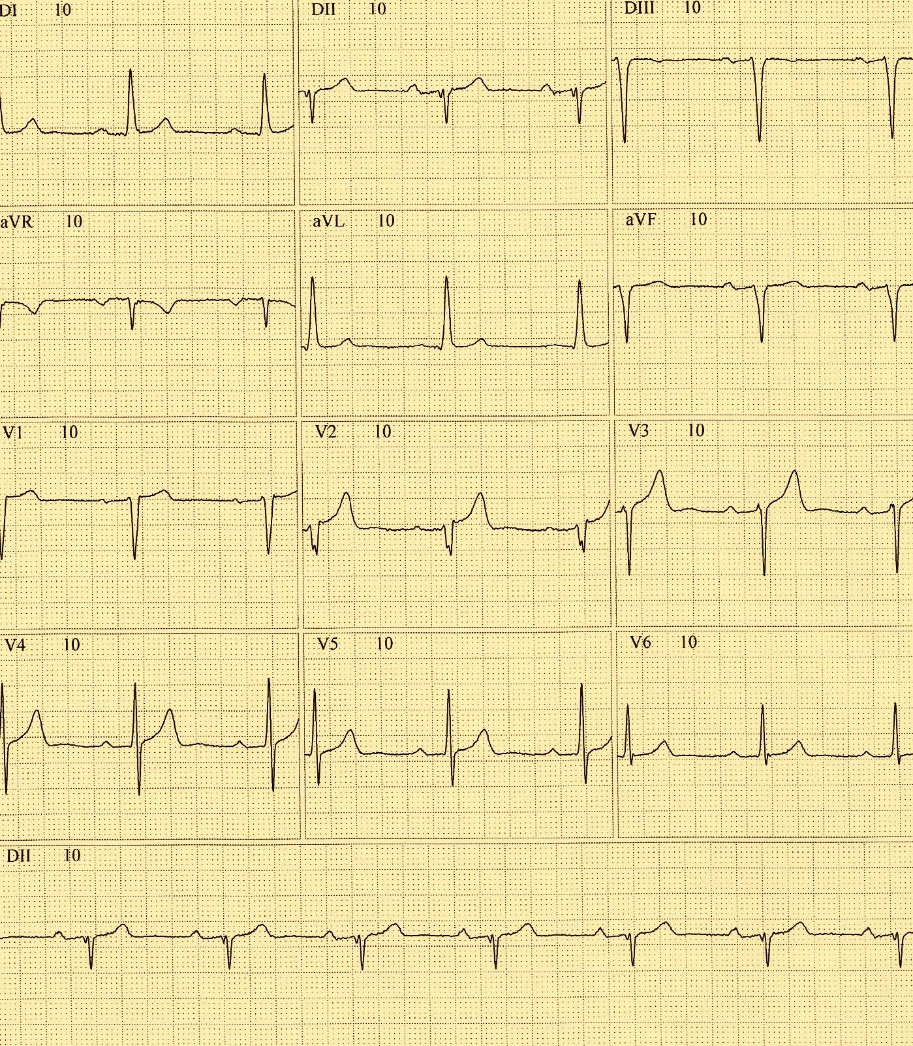 DI 10
DII 10
DIII 10
aVR 10
aVL 10
aVF 10
V1 10
V2 10
V3 10
V4 10
V5 10
V6 10
DII 10